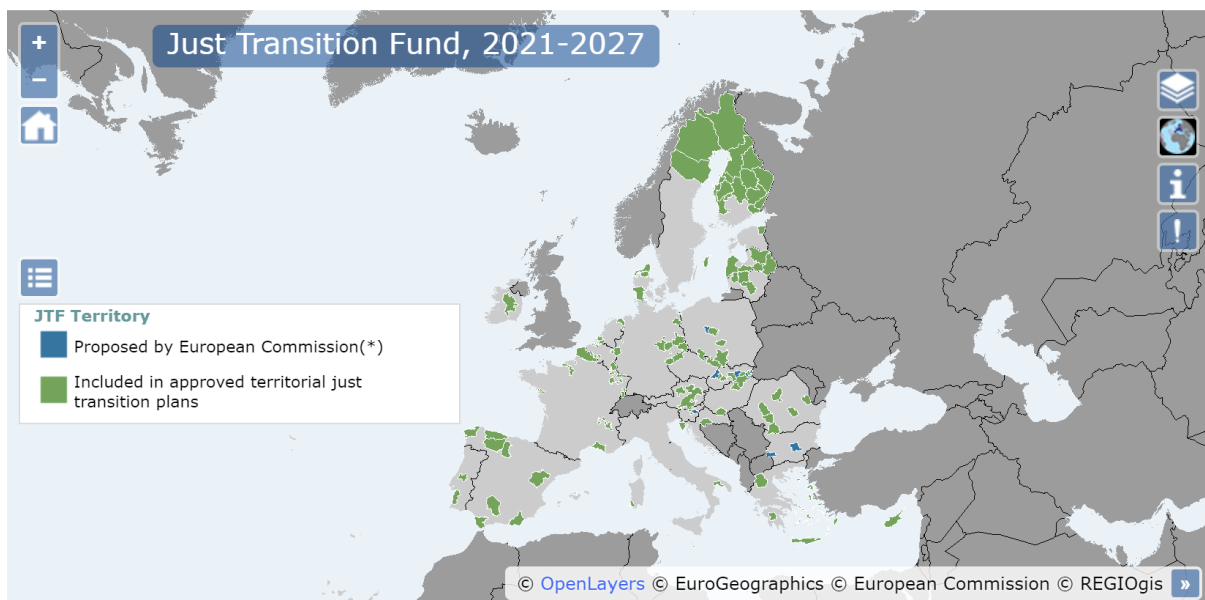 Just Transition Fund, 2021-2027
+
−
JTF Territory
Proposed by European Commission(*)
Included in approved territorial just
transition plans
© OpenLayers © EuroGeographics © European Commission © REGIOgis »